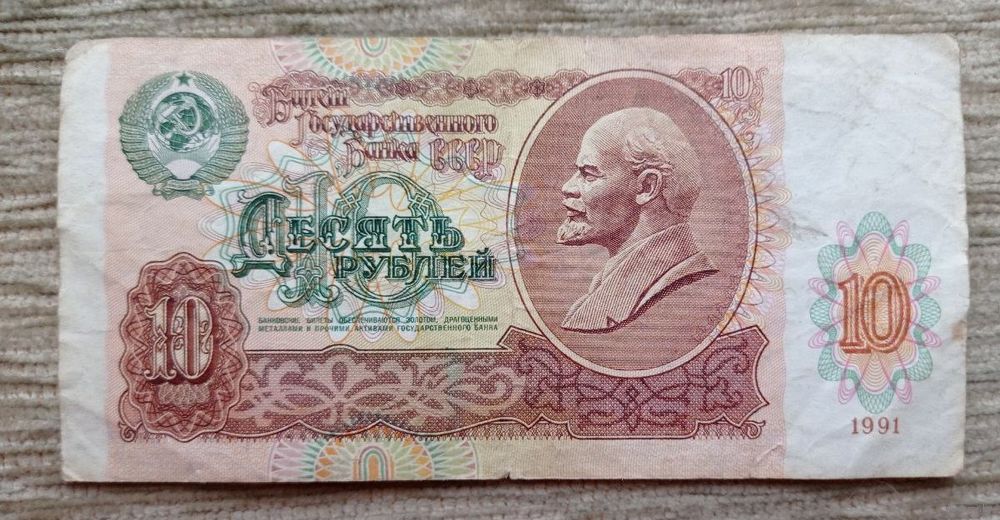 10
Билет
Государственного
Банка СССР
10
Десять
рублей
БАНКОВСКИЕ БИЛЕТЫ ОБЕСПЕЧИВАЮТСЯ ЗОЛОТОМ, ДРАГОЦЕННЫМИ
МЕТАЛЛАМИ И ПРОЧИМИ АКТИВАМИ ГОСУДАРСТВЕННОГО БАНКА
10
10
1991